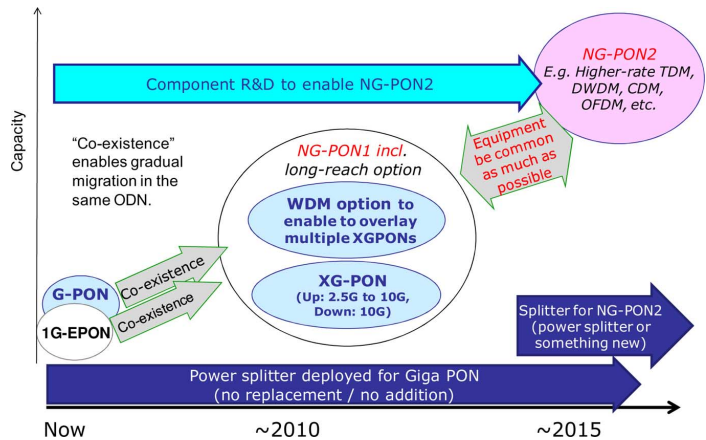 Capacity
NG-PON2
E.g. Higher-rate TDM,
DWDM, CDM,
OFDM, etc.
Component R&D to enable NG-PON2
“Co-existence”
enables gradual
migration in the
same ODN.
NG-PON1 incl.
long-reach option
Equipment
be common
as much as
possible
WDM option to
enable to overlay
multiple XGPONs
XG-PON
(Up: 2.5G to 10G,
Down: 10G)
Co-existence
Co-existence
G-PON
1G-EPON
Splitter for NG-PON2
(power splitter or
something new)
Power splitter deployed for Giga PON
(no replacement / no addition)
Now
~2010
~2015